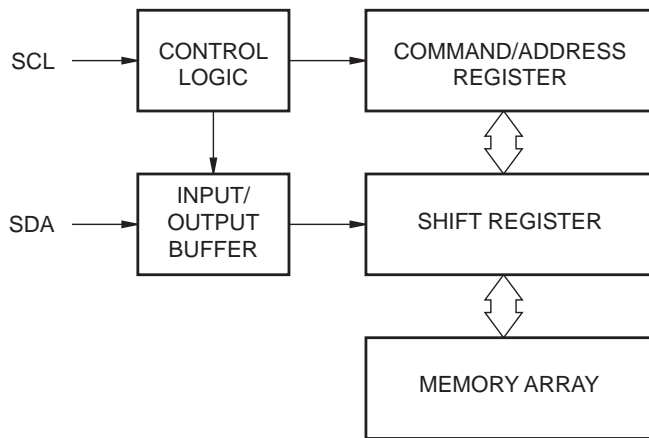 SCL
CONTROL
LOGIC
COMMAND/ADDRESS
REGISTER
SDA
INPUT/
OUTPUT
BUFFER
SHIFT REGISTER
MEMORY ARRAY